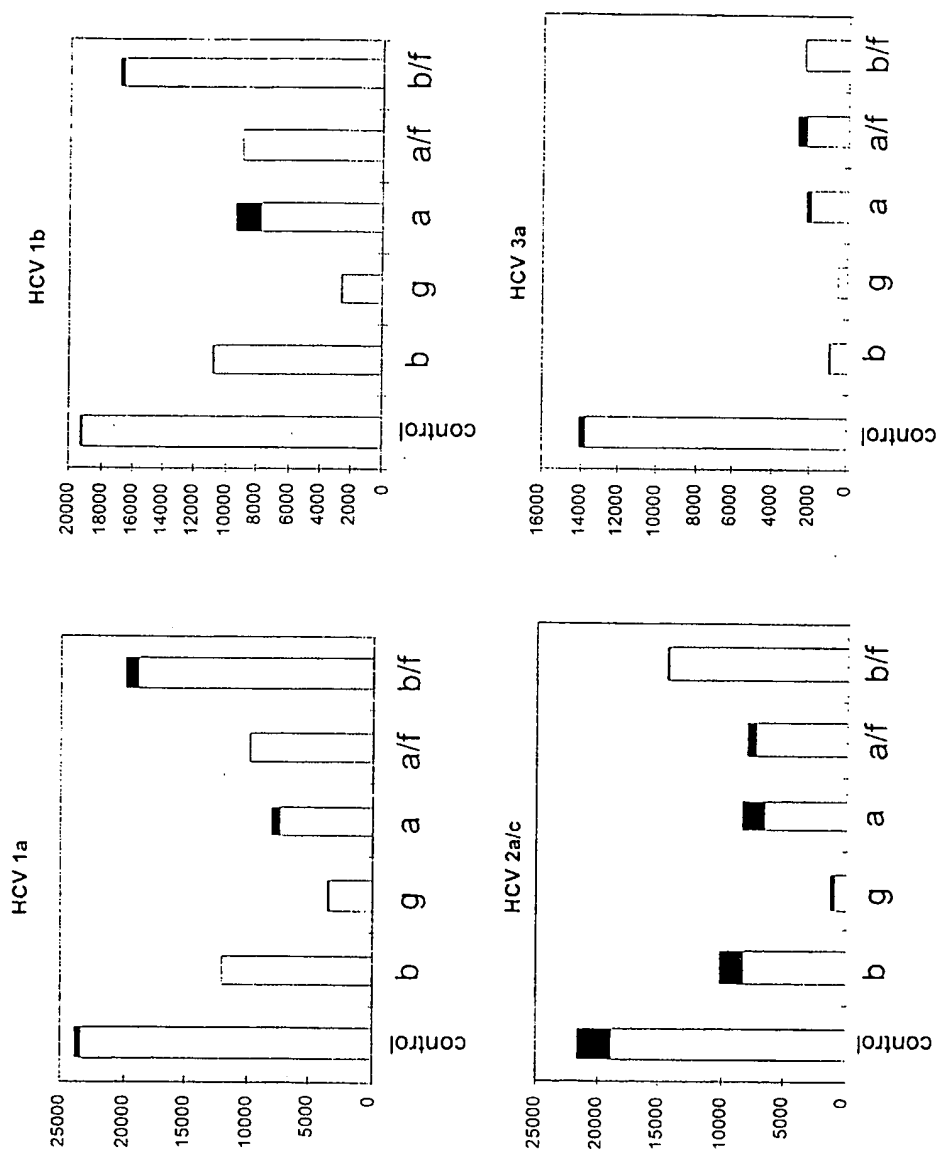 HCV 1a
25000
20000
15000
10000
5000
0
control
b
g
a
a/f
b/f
HCV 1b
20000
18000
16000
14000
12000
10000
8000
6000
4000
2000
0
control
b
g
a
a/f
b/f
HCV 2a/c
25000
20000
15000
10000
5000
0
control
b
g
a
a/f
b/f
HCV 3a
16000
14000
12000
10000
8000
6000
4000
2000
0
control
b
g
a
a/f
b/f